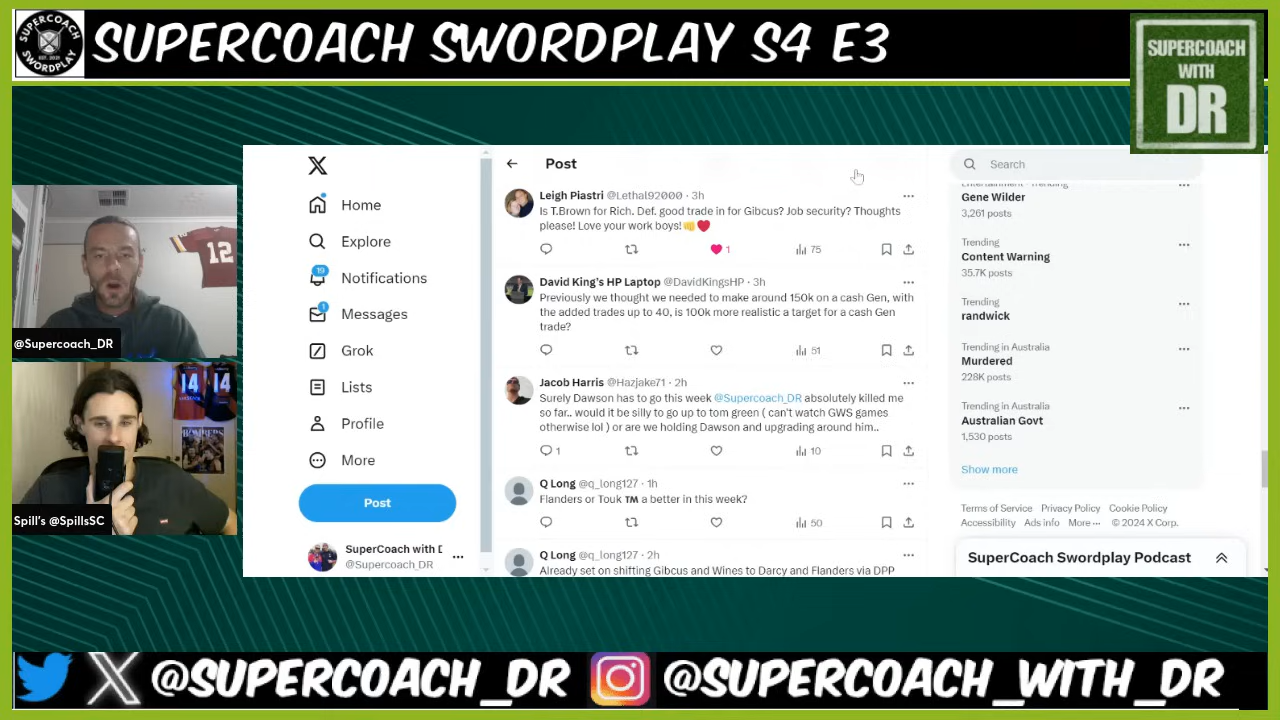 SUPERCOACH SWORDPLAY S4 E3
SUPERCOACH
SWORDPLAY
SUPERCOACH
WITH
DR
12
@Supercoach_DR
14 14
Spill's @SpillsSC
Home
Explore
19
Notifications
1
Messages
Grok
Lists
Profile
More
Post
SuperCoach with D
@Supercoach_DR
Post
Leigh Piastri @Lethal92000 · 3h
Is T.Brown for Rich. Def. good trade in for Gibcus? Job security? Thoughts
please! Love your work boys!👊❤️
1
75
David King's HP Laptop @DavidKingsHP · 3h
Previously we thought we needed to make around 150k on a cash Gen, with
the added trades up to 40, is 100k more realistic a target for a cash Gen
trade?
51
Jacob Harris @Hazjake71 · 2h
Surely Dawson has to go this week @Supercoach_DR absolutely killed me
so far.. would it be silly to go up to tom green ( can't watch GWS games
otherwise lol ) or are we holding Dawson and upgrading around him..
1
10
Q Long @q_long127 · 1h
Flanders or Touk ™ a better in this week?
50
Q Long @q_long127 · 2h
Already set on shifting Gibcus and Wines to Darcy and Flanders via DPP
Search
Entertainment · Trending
Gene Wilder
3,261 posts
Trending
Content Warning
35.7K posts
Trending
randwick
Trending in Australia
Murdered
228K posts
Trending in Australia
Australian Govt
1,530 posts
Show more
Terms of Service Privacy Policy Cookie Policy
Accessibility Ads info More ··· © 2024 X Corp.
SuperCoach Swordplay Podcast
@SUPERCOACH_DR
@SUPERCOACH_WITH_DR